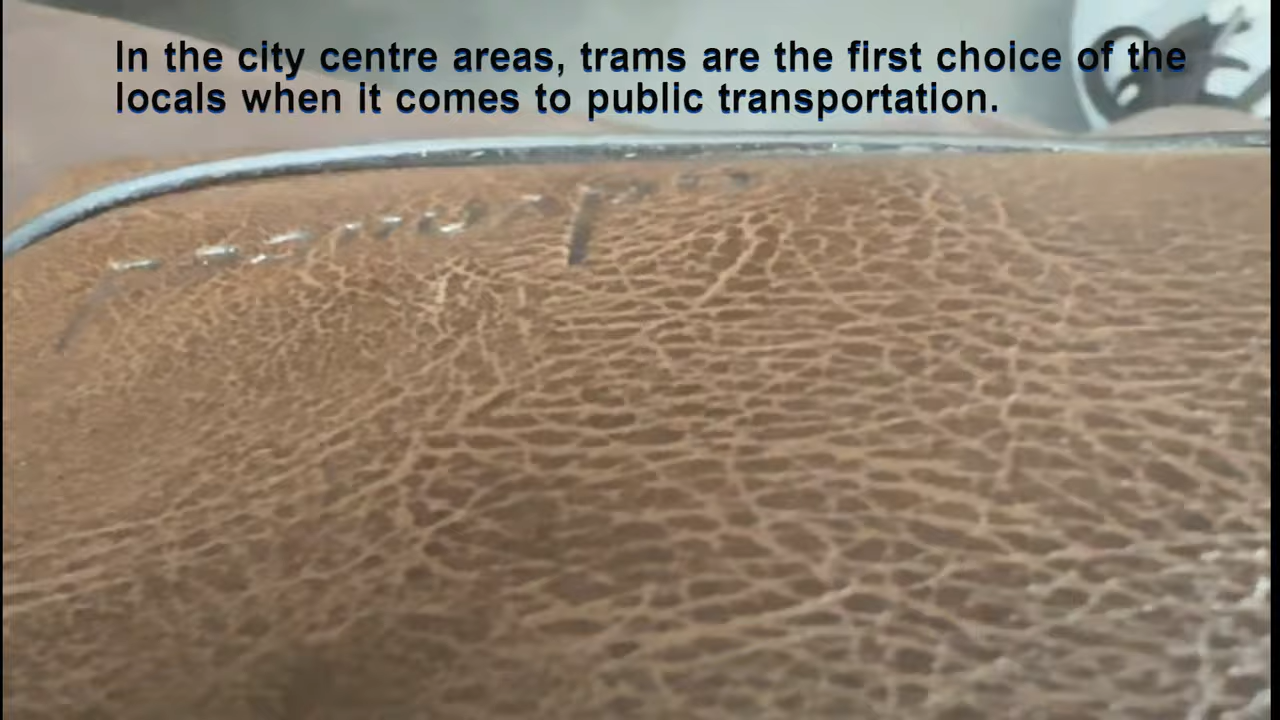 In the city centre areas, trams are the first choice of the
locals when it comes to public transportation.